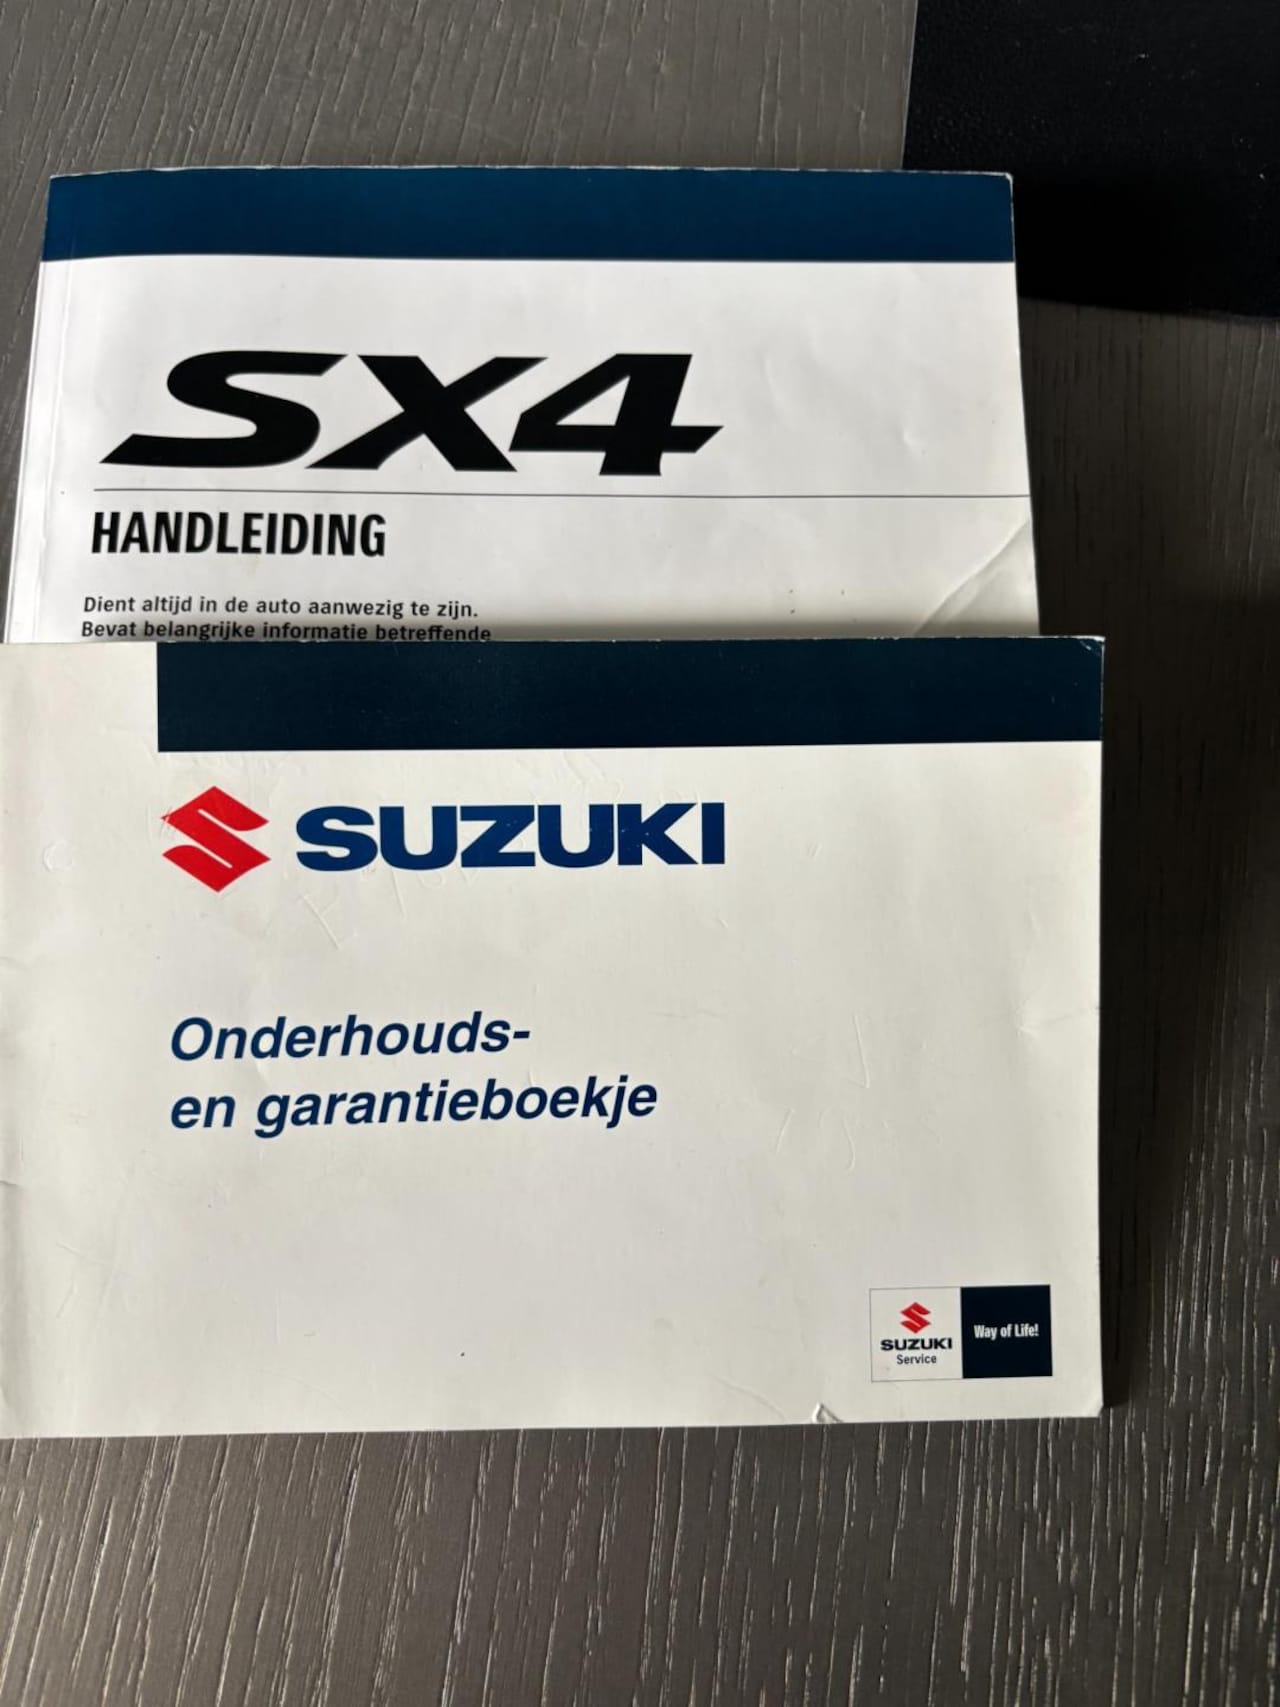 SX4
HANDLEIDING
Dient altijd in de auto aanwezig te zijn.
Bevat belangrijke informatie betreffende
SUZUKI
Onderhouds-
en garantieboekje
SUZUKI
Service
Way of Life!